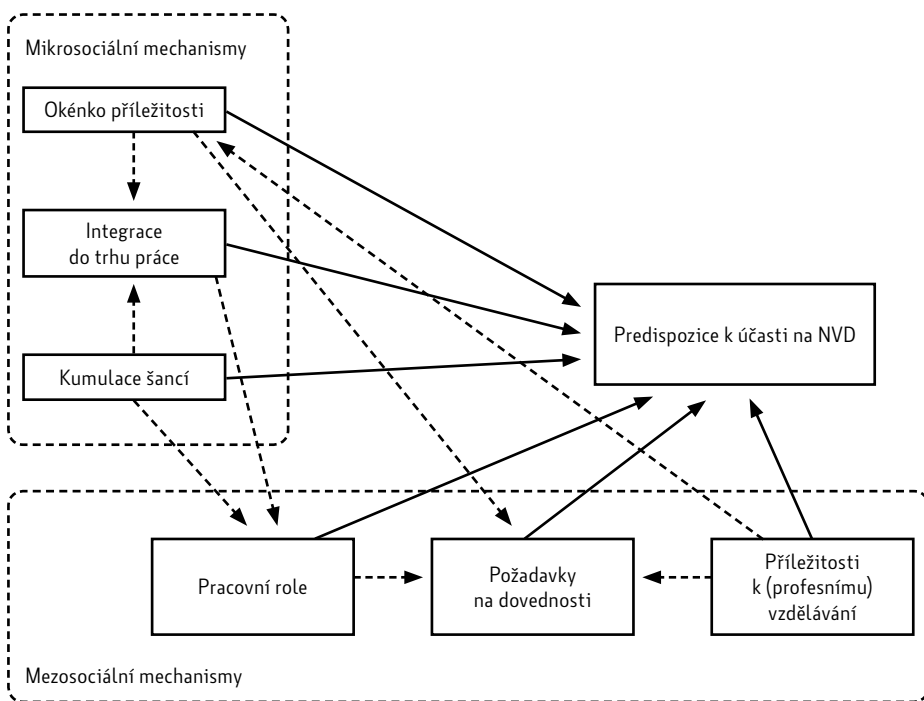 Mikrosociální mechanismy
Okénko příležitosti
Integrace
do trhu práce
Kumulace šancí
Predispozice k účasti na NVD
Pracovní role
Požadavky
na dovednosti
Příležitosti
k (profesnímu)
vzdělávání
Mezosociální mechanismy